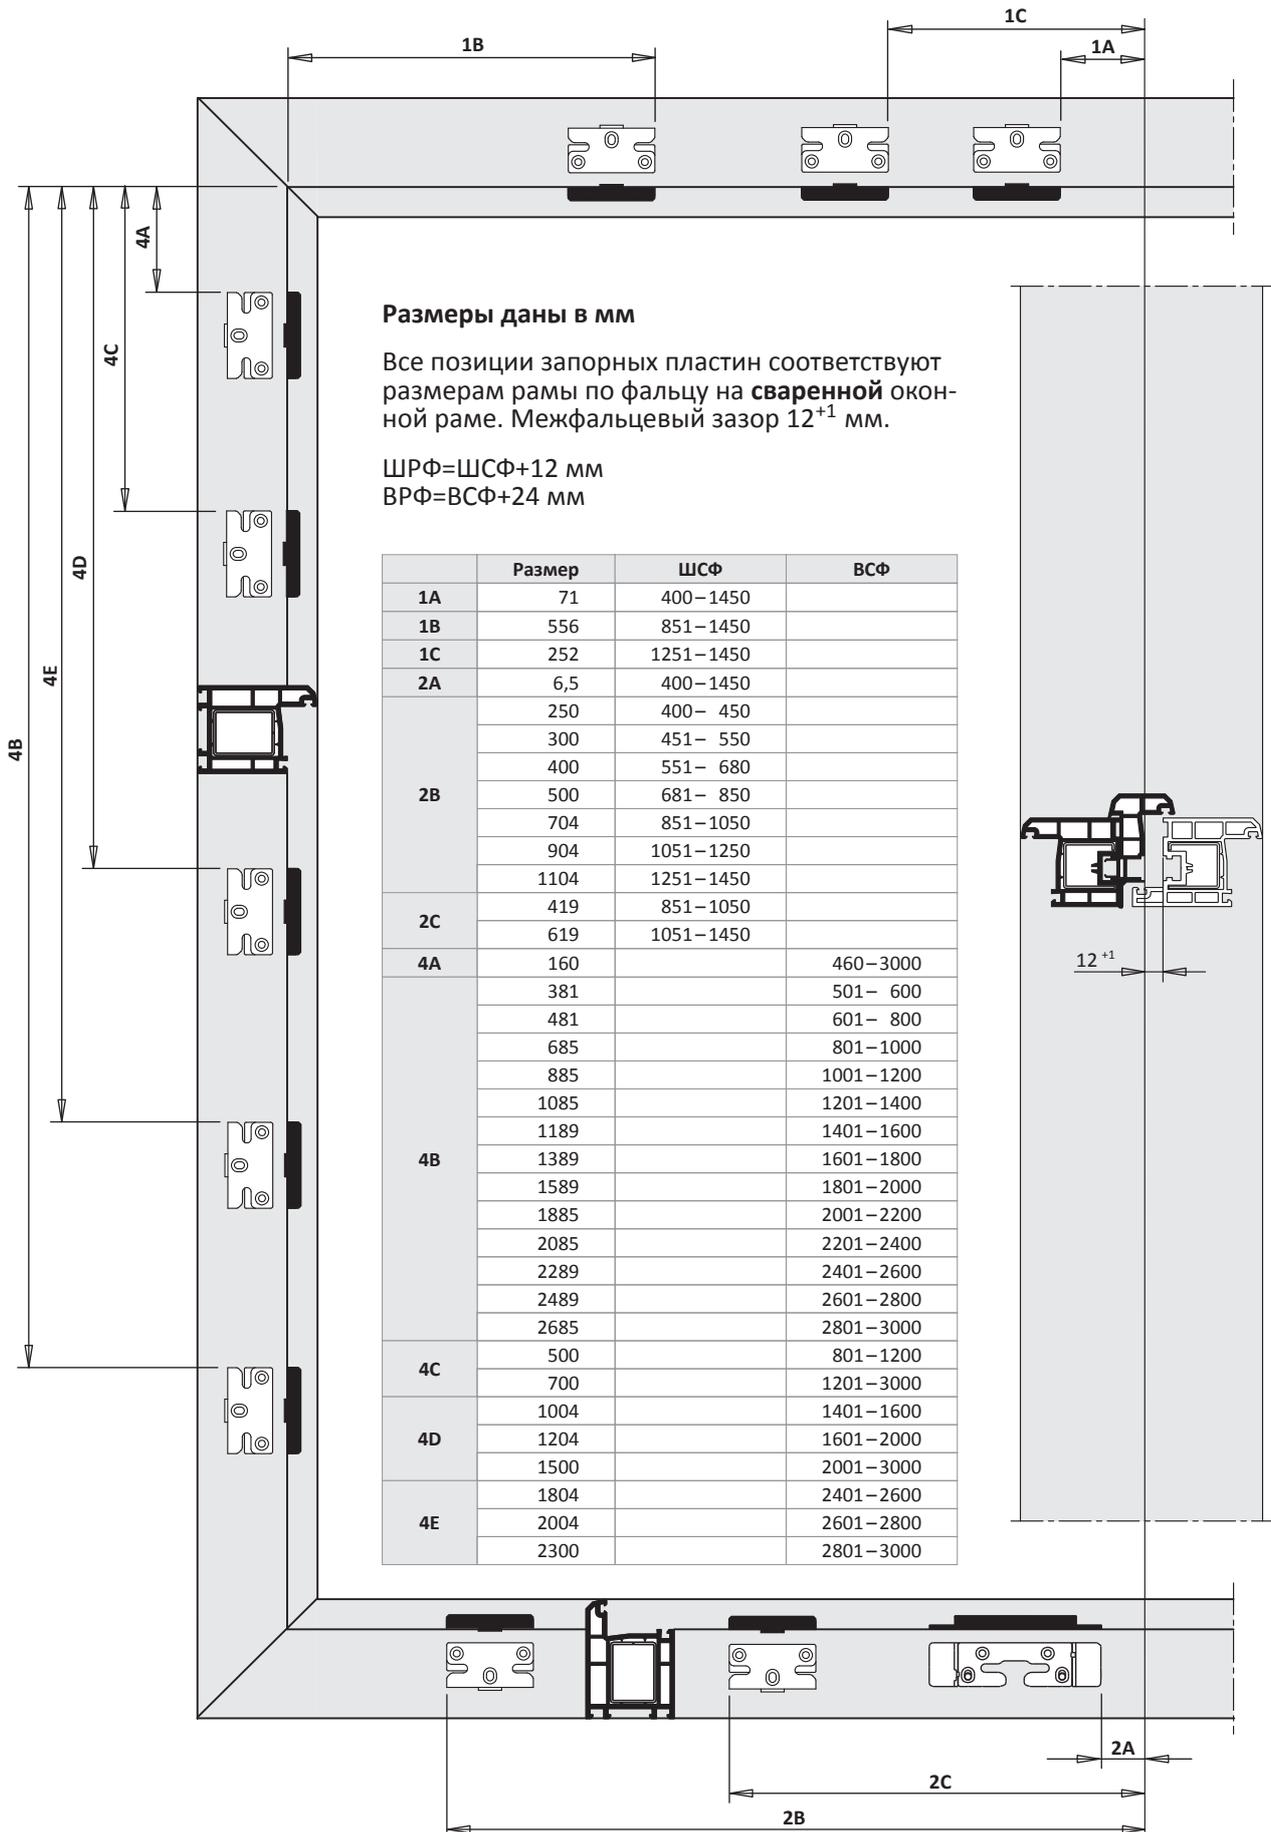 1C
1B
1A
4A
4C
4D
4E
4B
Размеры даны в мм
Все позиции запорных пластин соответствуют
размерам рамы по фальцу на сваренной окон-
ной раме. Межфальцевый зазор 12+1 мм.
ШРФ=ШСФ+12 мм
ВРФ=ВСФ+24 мм
Размер ШСФ ВСФ
1A 71 400–1450
1B 556 851–1450
1C 252 1251–1450
2A 6,5 400–1450
2B 250 400– 450
300 451– 550
400 551– 680
500 681– 850
704 851–1050
904 1051–1250
1104 1251–1450
2C 419 851–1050
619 1051–1450
4A 160 460–3000
4B 381 501– 600
481 601– 800
685 801–1000
885 1001–1200
1085 1201–1400
1189 1401–1600
1389 1601–1800
1589 1801–2000
1885 2001–2200
2085 2201–2400
2289 2401–2600
2489 2601–2800
2685 2801–3000
4C 500 801–1200
700 1201–3000
4D 1004 1401–1600
1204 1601–2000
1500 2001–3000
4E 1804 2401–2600
2004 2601–2800
2300 2801–3000
12 +1
2A
2C
2B